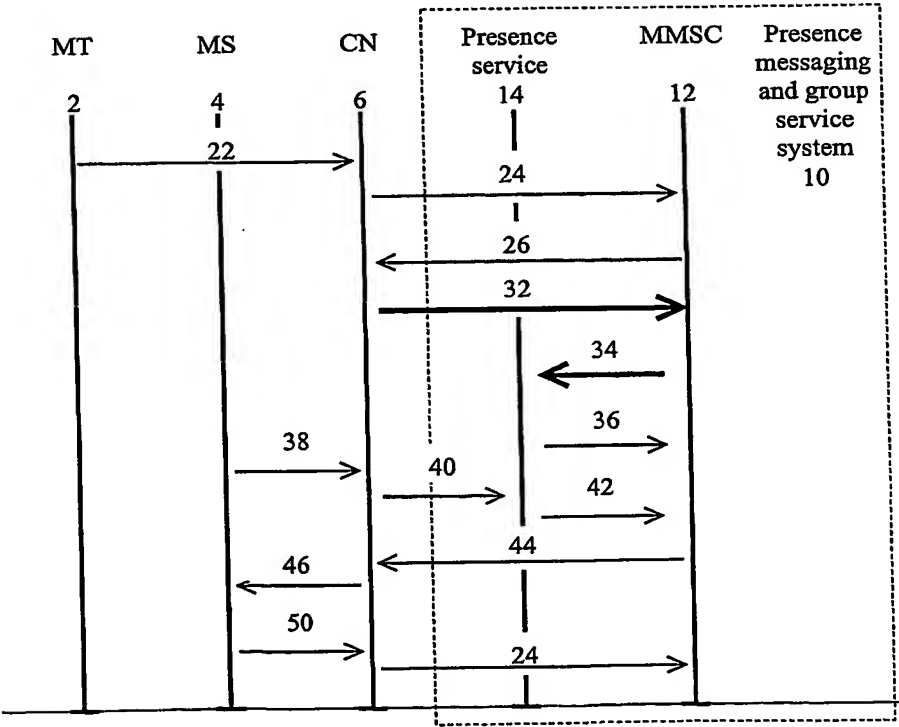 MT
MS
CN
Presence
service
MMSC
Presence
messaging
and group
service
system
10
2
4
6
14
12
22
24
26
32
34
36
38
40
42
44
46
50
24